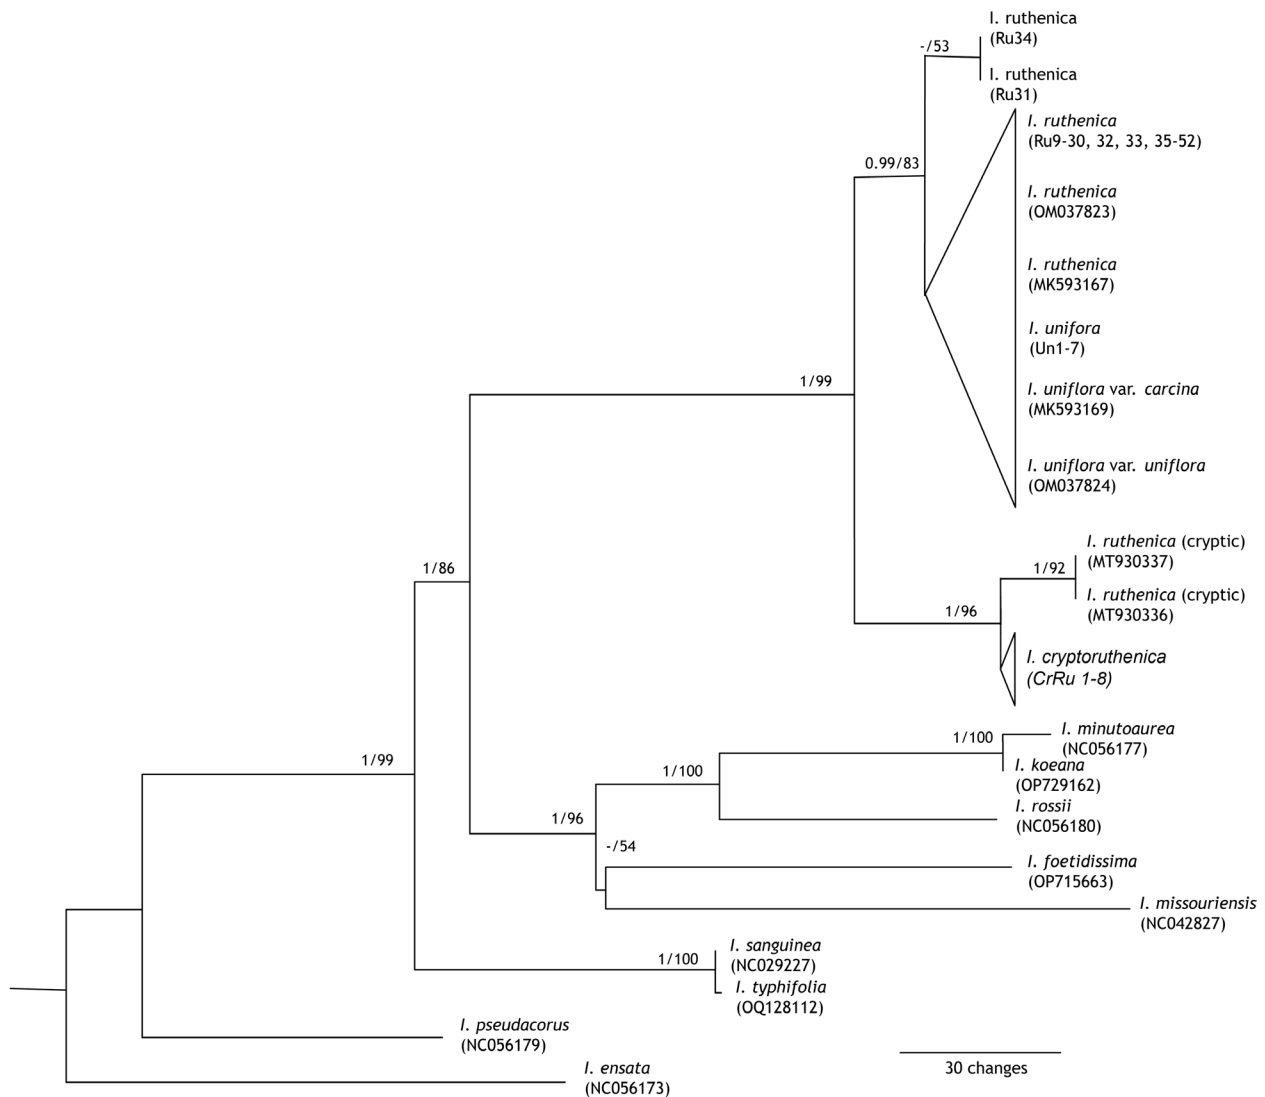 I. ruthenica
(Ru34)
-/53
I. ruthenica
(Ru31)
I. ruthenica
(Ru9-30, 32, 33, 35-52)
0.99/83
I. ruthenica
(OM037823)
I. ruthenica
(MK593167)
I. unifora
(Un1-7)
1/99
I. uniflora var. carcina
(MK593169)
I. uniflora var. uniflora
(OM037824)
I. ruthenica (cryptic)
(MT930337)
1/86
1/92
I. ruthenica (cryptic)
(MT930336)
1/96
I. cryptoruthenica
(CrRu 1-8)
I. minutoaurea
(NC056177)
1/100
1/99
1/100
I. koeana
(OP729162)
I. rossii
(NC056180)
1/96
-/54
I. foetidissima
(OP715663)
I. missouriensis
(NC042827)
I. sanguinea
(NC029227)
1/100
I. typhifolia
(OQ128112)
I. pseudacorus
(NC056179)
30 changes
I. ensata
(NC056173)